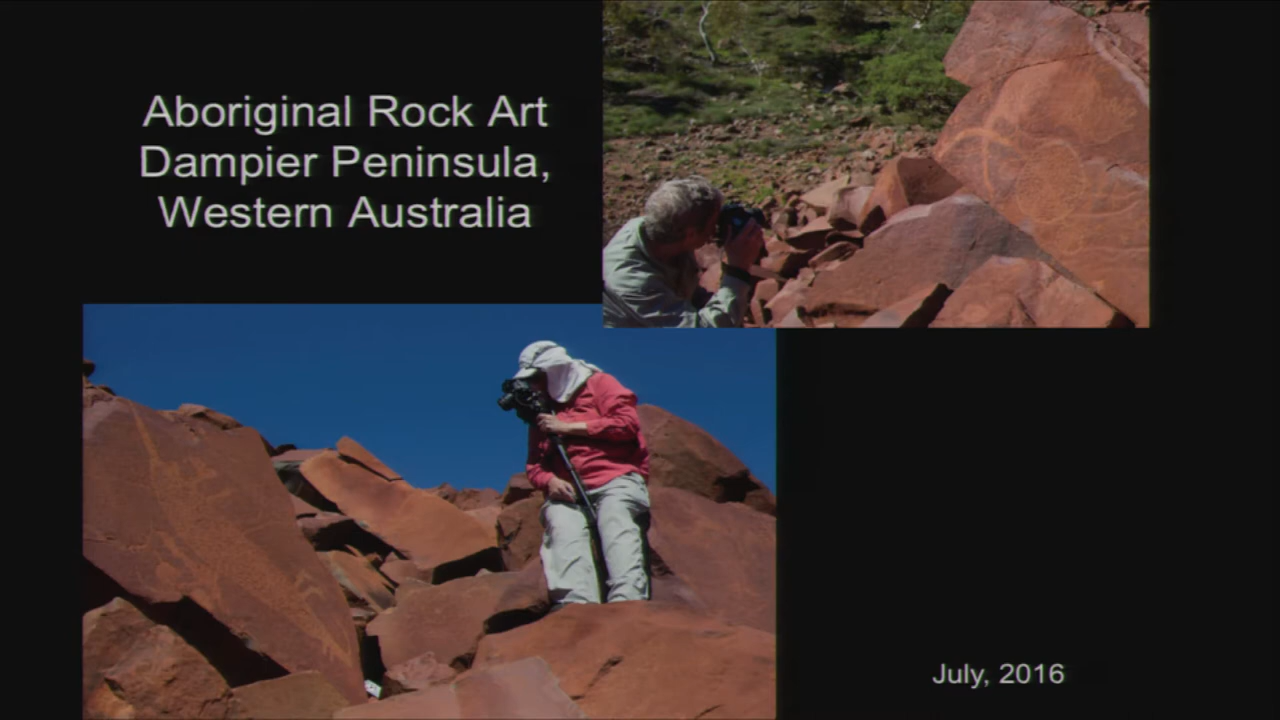 Aboriginal Rock Art
Dampier Peninsula,
Western Australia
July, 2016